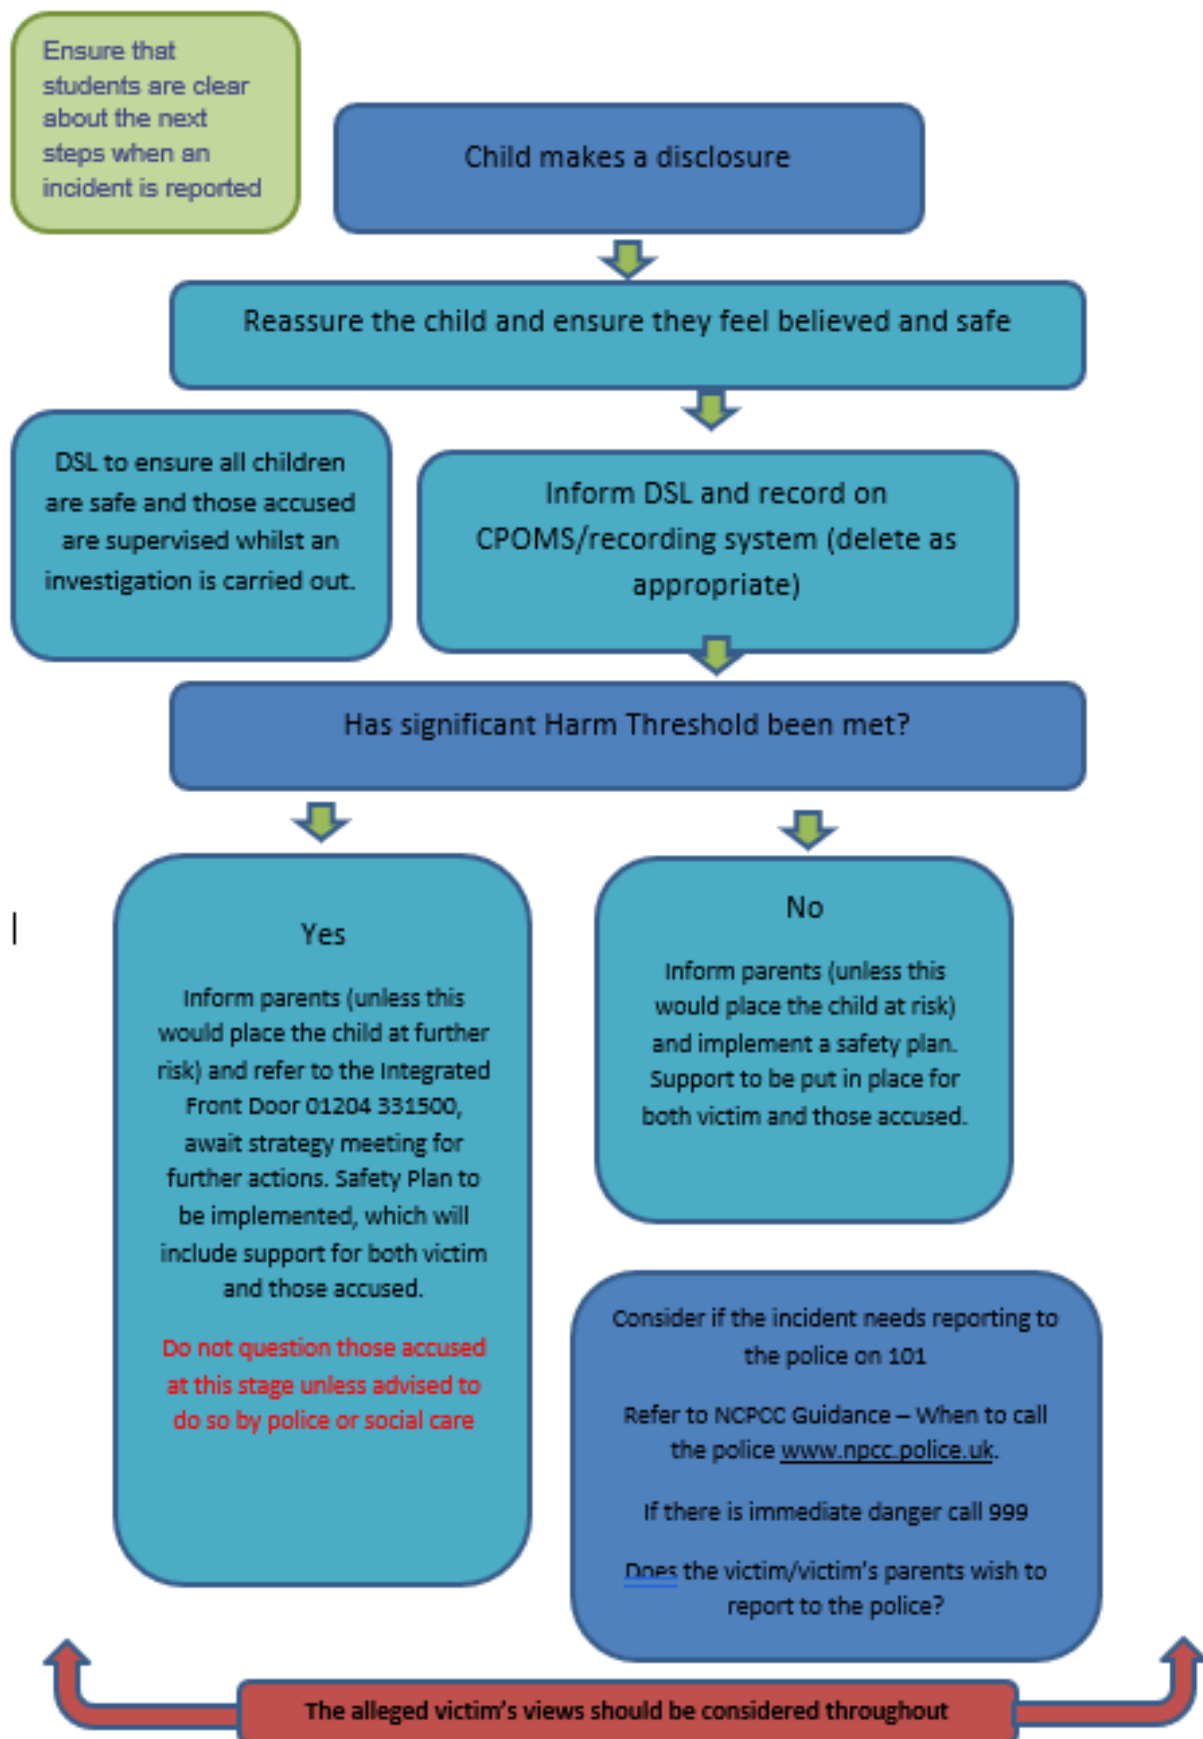 Ensure that
students are clear
about the next
steps when an
incident is reported
Child makes a disclosure
Reassure the child and ensure they feel believed and safe
DSL to ensure all children
are safe and those accused
are supervised whilst an
investigation is carried out.
Inform DSL and record on
CPOMS/recording system (delete as
appropriate)
Has significant Harm Threshold been met?
Yes
Inform parents (unless this
would place the child at further
risk) and refer to the Integrated
Front Door 01204 331500,
await strategy meeting for
further actions. Safety Plan to
be implemented, which will
include support for both victim
and those accused.
Do not question those accused
at this stage unless advised to
do so by police or social care
No
Inform parents (unless this
would place the child at risk)
and implement a safety plan.
Support to be put in place for
both victim and those accused.
Consider if the incident needs reporting to
the police on 101
Refer to NCPCC Guidance – When to call
the police www.npcc.police.uk.
If there is immediate danger call 999
Does the victim/victim's parents wish to
report to the police?
The alleged victim's views should be considered throughout